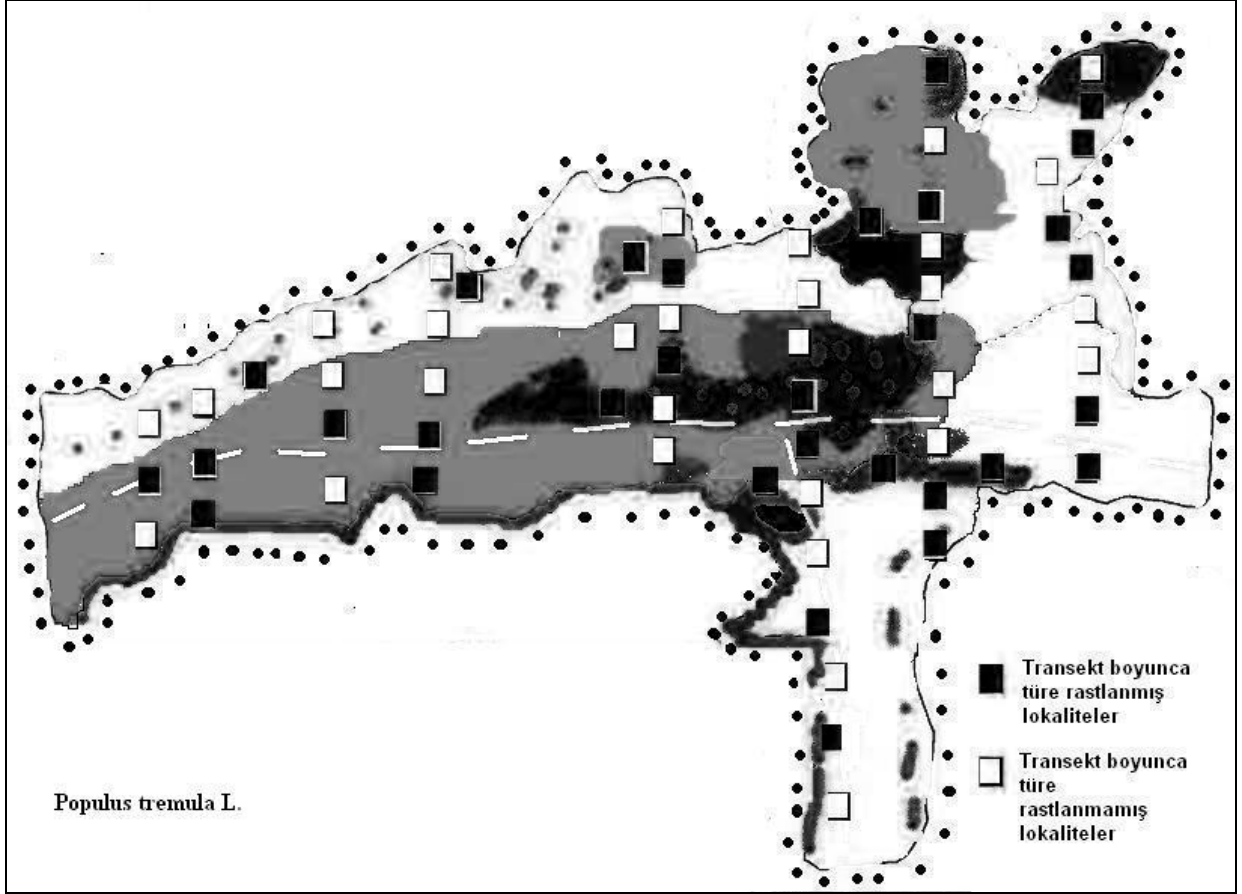 Transekt boyunca
türe rastlanmış
lokaliteler
Transekt boyunca
türe
rastlanmamış
lokaliteler
Populus tremula L.